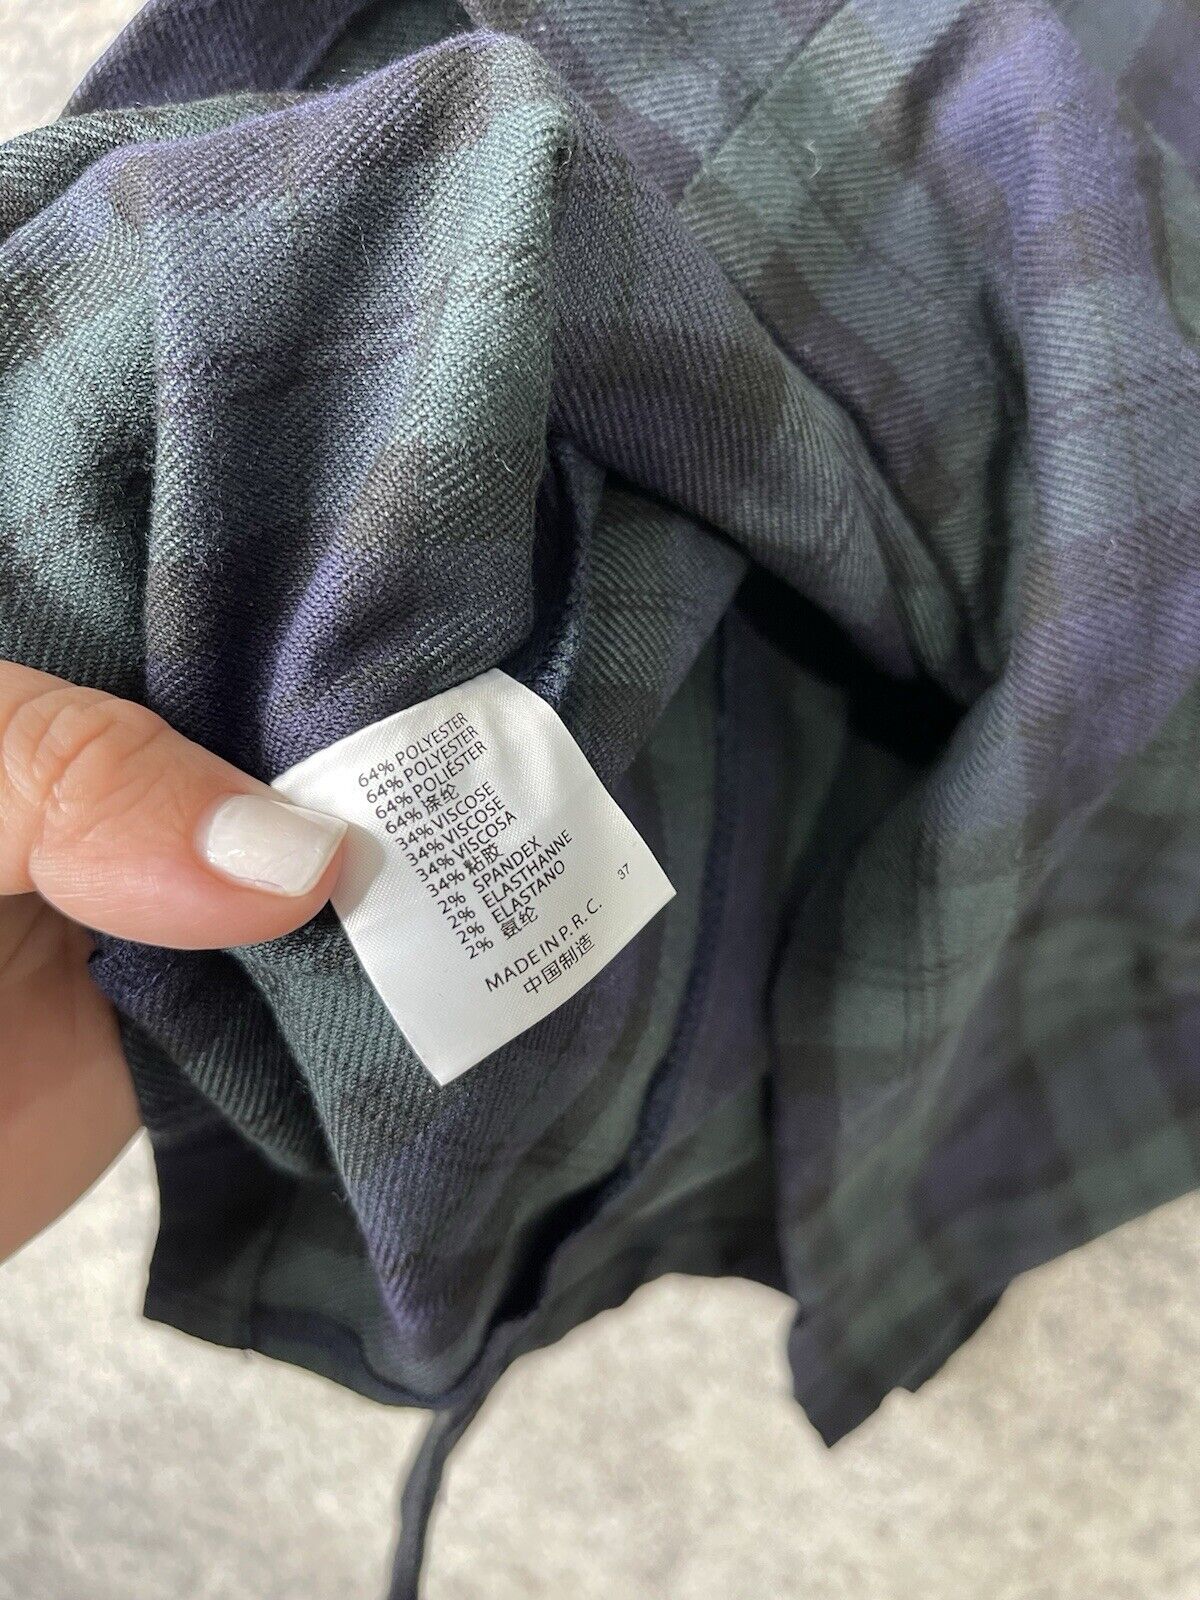 64% POLYESTER
64% POLYESTER
64% POLIÉSTER
64% 涤纶
34% VISCOSE
34% VISCOSE
34% VISCOSA
34% 粘胶
2% SPANDEX
2% ELASTHANNE
2% ELASTANO
2% 氨纶
MADE IN P. R. C.
中国制造
37